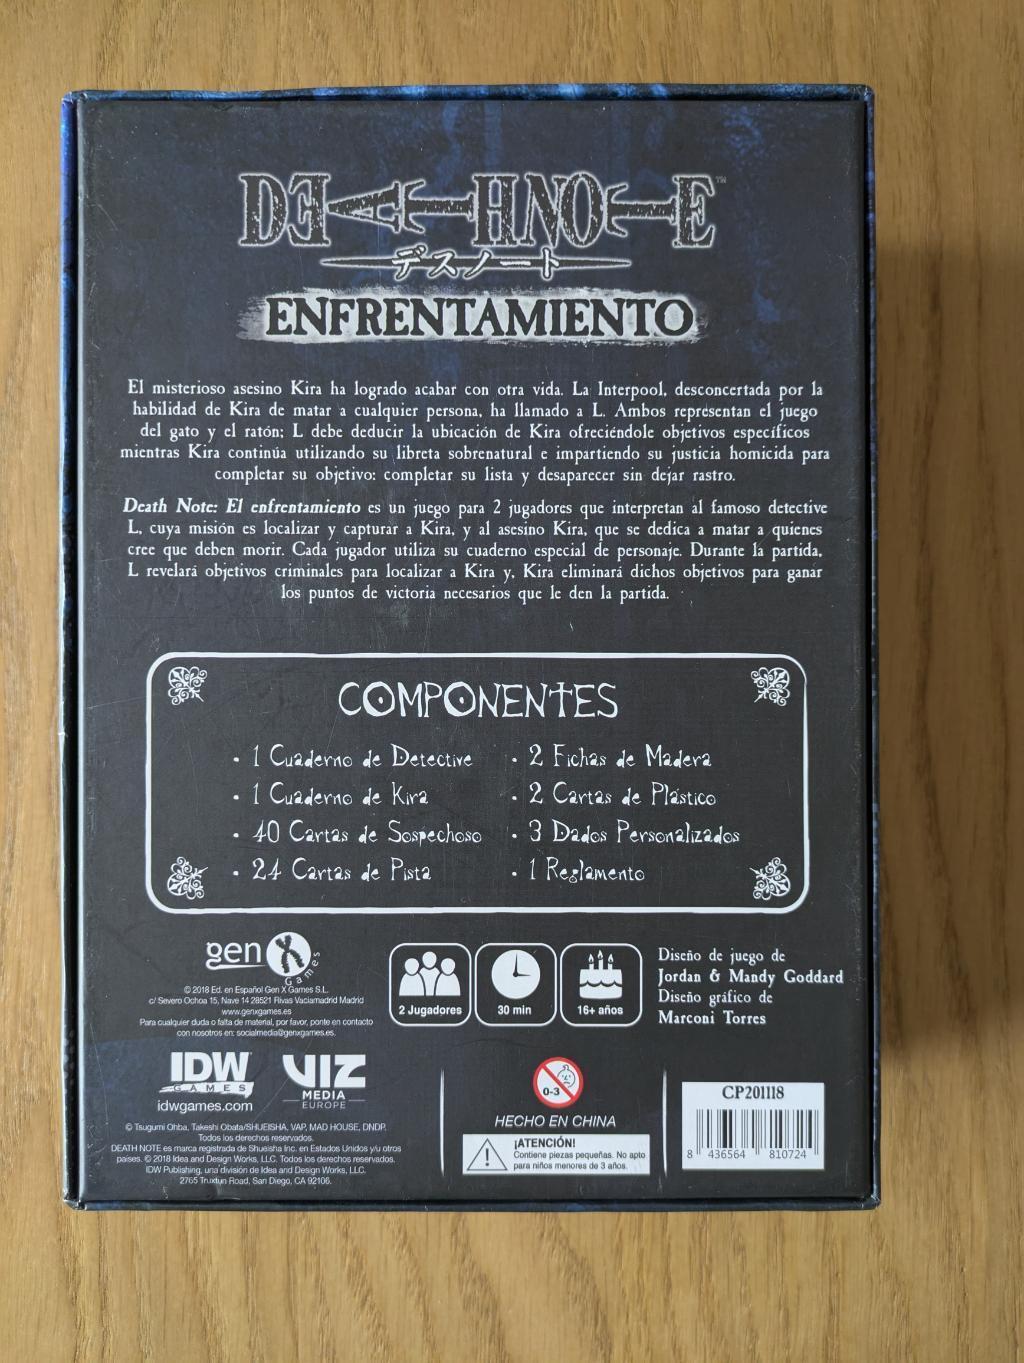 DEATH NOTE™
デスノート
ENFRENTAMIENTO
El misterioso asesino Kira ha logrado acabar con otra vida. La Interpol, desconcertada por la
habilidad de Kira de matar a cualquier persona, ha llamado a L. Ambos representan el juego
del gato y el ratón; L debe deducir la ubicación de Kira ofreciéndole objetivos específicos
mientras Kira continúa utilizando su libreta sobrenatural e impartiendo su justicia homicida para
completar su objetivo: completar su lista y desaparecer sin dejar rastro.
Death Note: El enfrentamiento es un juego para 2 jugadores que interpretan al famoso detective
L, cuya misión es localizar y capturar a Kira, y al asesino Kira, que se dedica a matar a quienes
cree que deben morir. Cada jugador utiliza su cuaderno especial de personaje. Durante la partida,
L revelará objetivos criminales para localizar a Kira y, Kira eliminará dichos objetivos para ganar
los puntos de victoria necesarios que le den la partida.
COMPONENTES
• 1 Cuaderno de Detective
• 1 Cuaderno de Kira
• 40 Cartas de Sospechoso
• 24 Cartas de Pista
• 2 Fichas de Madera
• 2 Cartas de Plástico
• 3 Dados Personalizados
• 1 Reglamento
gen X Games
© 2018 Ed. en Español Gen X Games S.L.
c/ Severo Ochoa 15, Nave 14 28521 Rivas Vaciamadrid Madrid
www.genxgames.es
Para cualquier duda o falta de material, por favor, ponte en contacto
con nosotros en: socialmedia@genxgames.es.
2 Jugadores
30 min
16+ años
Diseño de juego de
Jordan & Mandy Goddard
Diseño gráfico de
Marconi Torres
IDW
GAMES
idwgames.com
VIZ
MEDIA
EUROPE
© Tsugumi Ohba, Takeshi Obata/SHUEISHA, VAP, MAD HOUSE, DNDP.
Todos los derechos reservados.
DEATH NOTE es marca registrada de Shueisha Inc. en Estados Unidos y/u otros
países. © 2018 Idea and Design Works, LLC. Todos los derechos reservados.
IDW Publishing, una división de Idea and Design Works, LLC.
2765 Truxtun Road, San Diego, CA 92106.
0-3
HECHO EN CHINA
¡ATENCIÓN!
Contiene piezas pequeñas. No apto
para niños menores de 3 años.
CP201118
8 436564 810724